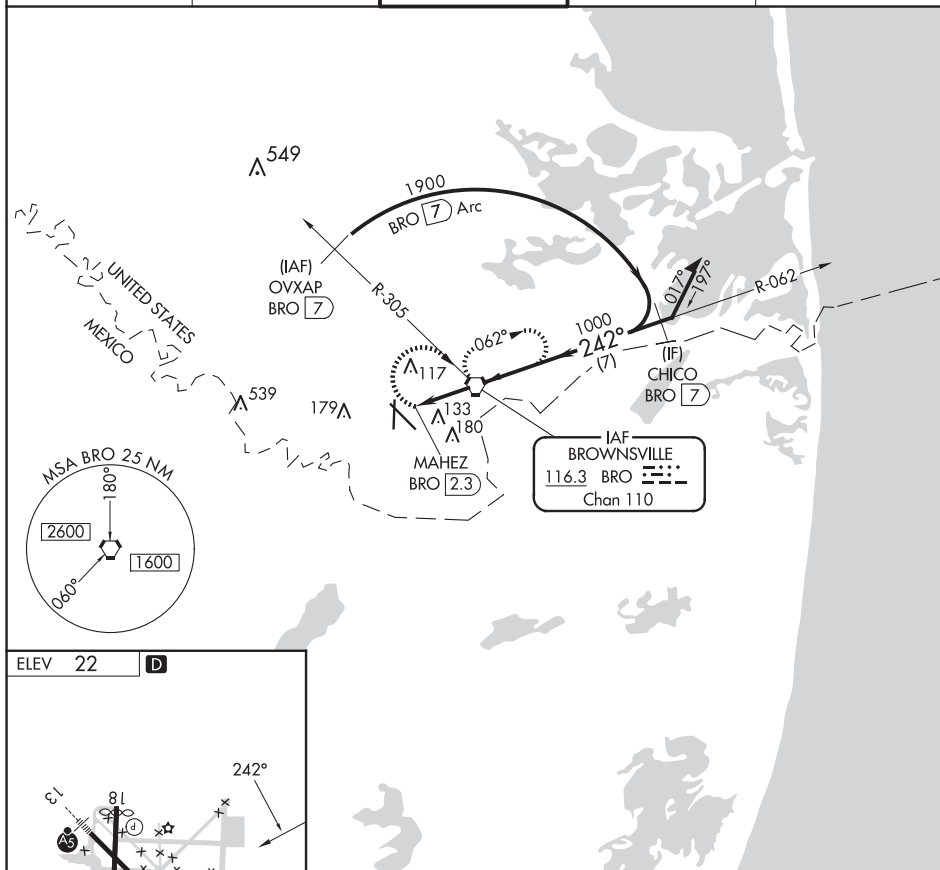 549
1900
BRO 7 Arc
(IAF)
OVXAP
BRO 7
R-305
UNITED STATES
MEXICO
017°
197°
R-062
062°
1000
242°
(7)
(IF)
CHICO
BRO 7
117
539
179
133
180
MAHEZ
BRO 2.3
IAF
BROWNSVILLE
116.3 BRO
Chan 110
MSA BRO 25 NM
180°
2600
1600
060°
ELEV 22 D
242°
13
18
P
A5